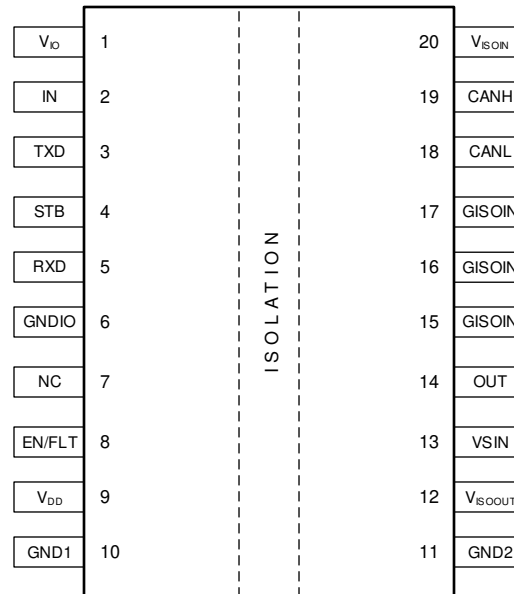 VIO 1 20 VISOIN
IN 2 19 CANH
TXD 3 18 CANL
STB 4 17 GISOIN
RXD 5 16 GISOIN
GNDIO 6 15 GISOIN
NC 7 14 OUT
EN/FLT 8 13 VSIN
VDD 9 12 VISOOUT
GND1 10 11 GND2
ISOLATION